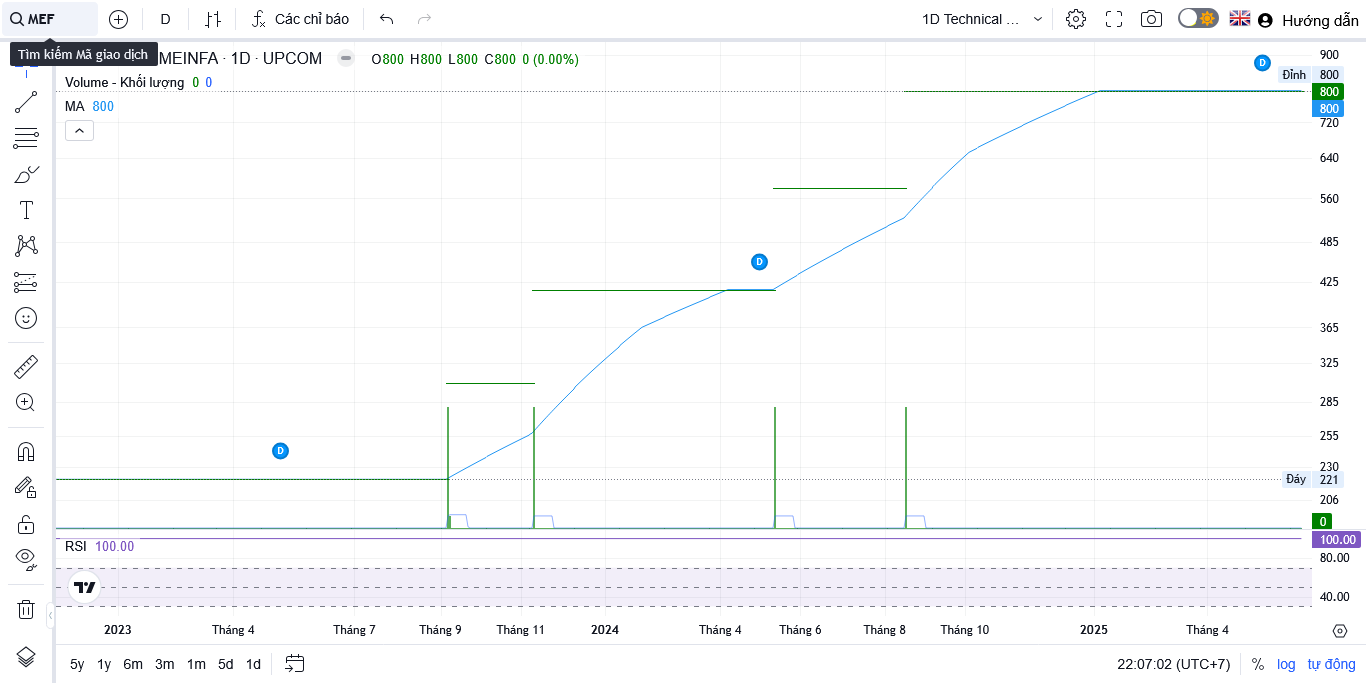 MEF
D
Các chỉ báo
1D Technical ...
Hướng dẫn
Tìm kiếm Mã giao dịch
MEINFA · 1D · UPCOM
O800 H800 L800 C800 0 (0.00%)
Volume - Khối lượng 0 0
MA 800
D
D
D
900
Đỉnh 800
800
800
720
640
560
485
425
365
325
285
255
230
Đáy 221
206
0
RSI 100.00
100.00
80.00
40.00
2023 Tháng 4 Tháng 7 Tháng 9 Tháng 11 2024 Tháng 4 Tháng 6 Tháng 8 Tháng 10 2025 Tháng 4
5y 1y 6m 3m 1m 5d 1d
22:07:02 (UTC+7) % log tự động